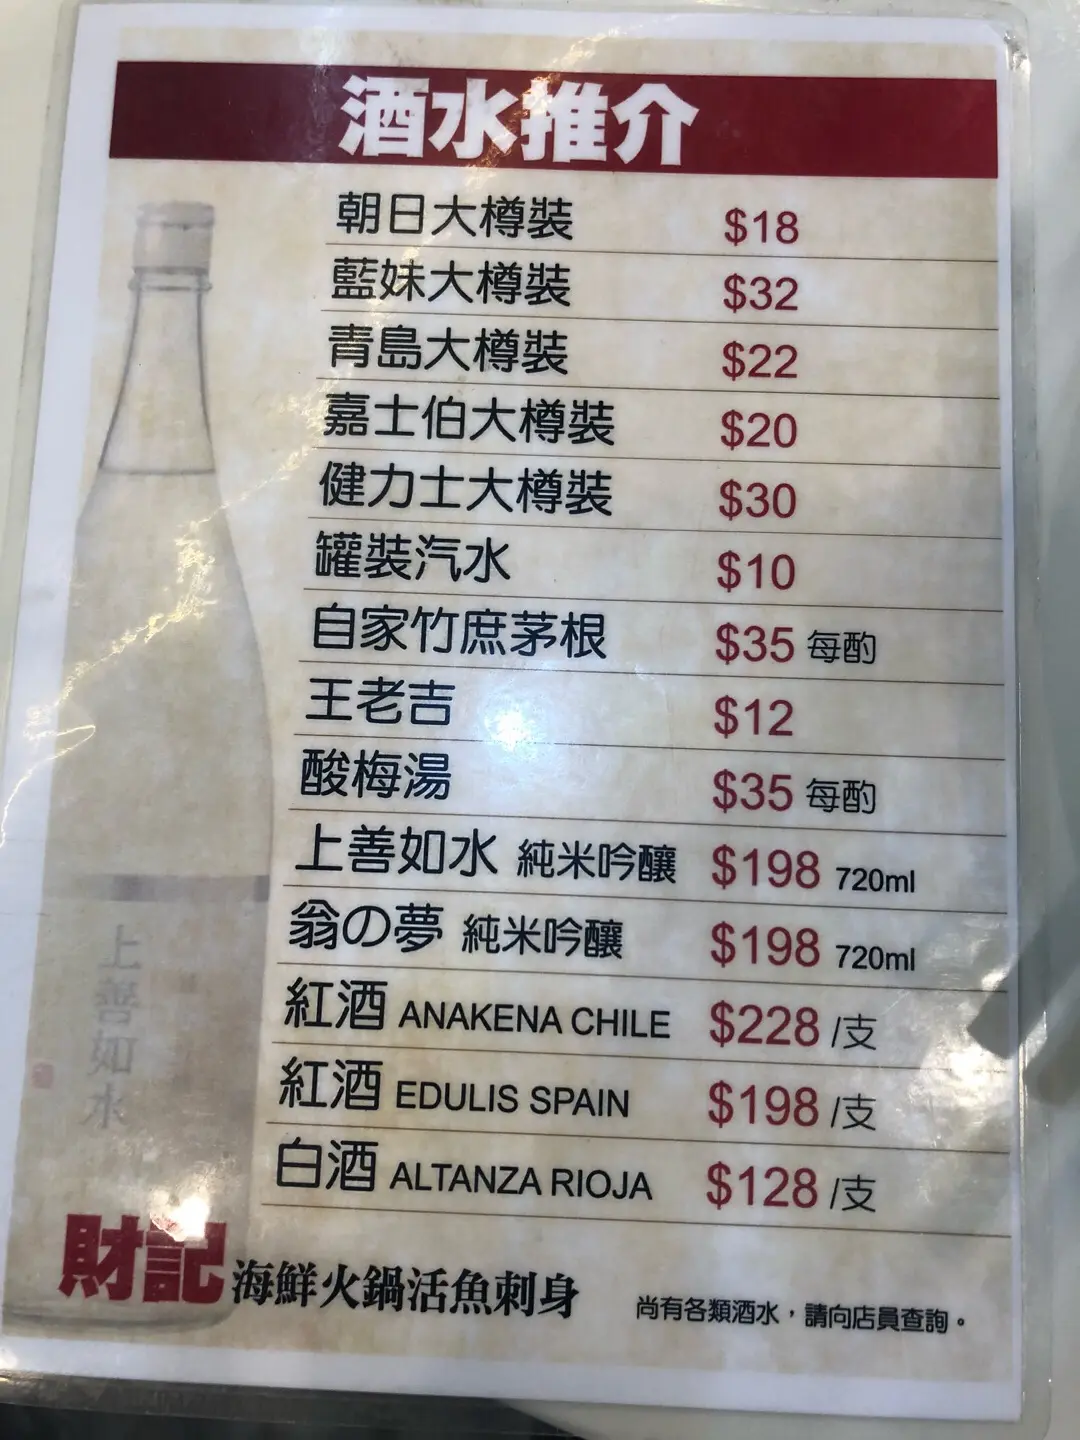 酒水推介
朝日大樽裝 $18
藍妹大樽裝 $32
青島大樽裝 $22
嘉士伯大樽裝 $20
健力士大樽裝 $30
罐裝汽水 $10
自家竹庶茅根 $35 每酌
王老吉 $12
酸梅湯 $35 每酌
上善如水 純米吟釀 $198 720ml
翁の夢 純米吟釀 $198 720ml
紅酒 ANAKENA CHILE $228 /支
紅酒 EDULIS SPAIN $198 /支
白酒 ALTANZA RIOJA $128 /支
上善如水
財記 海鮮火鍋活魚刺身
尚有各類酒水，請向店員查詢。